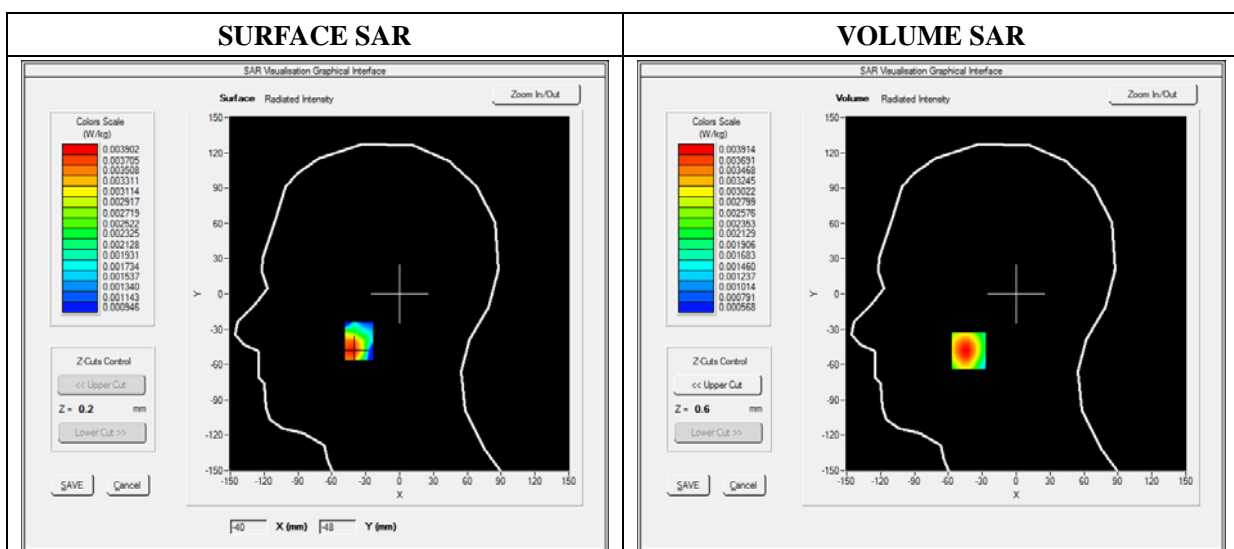 SURFACE SAR
VOLUME SAR
SAR Visualisation Graphical Interface
Surface Radiated Intensity
Zoom In/Out
Colors Scale
(W/kg)
0.003902
0.003705
0.003508
0.003311
0.003114
0.002917
0.002719
0.002522
0.002325
0.002128
0.001931
0.001734
0.001537
0.001340
0.001143
0.000946
Z-Cuts Control
<< Upper Cut
Z = 0.2 mm
Lower Cut >>
SAVE Cancel
150
120
90
60
30
0
-30
-60
-90
-120
-150
Y
-150 -120 -90 -60 -30 0 30 60 90 120 150
X
-40 X (mm) -48 Y (mm)
SAR Visualisation Graphical Interface
Volume Radiated Intensity
Zoom In/Out
Colors Scale
(W/kg)
0.003914
0.003691
0.003468
0.003245
0.003022
0.002799
0.002576
0.002353
0.002129
0.001906
0.001683
0.001460
0.001237
0.001014
0.000791
0.000568
Z-Cuts Control
<< Upper Cut
Z = 0.6 mm
Lower Cut >>
SAVE Cancel
150
120
90
60
30
0
-30
-60
-90
-120
-150
Y
-150 -120 -90 -60 -30 0 30 60 90 120 150
X